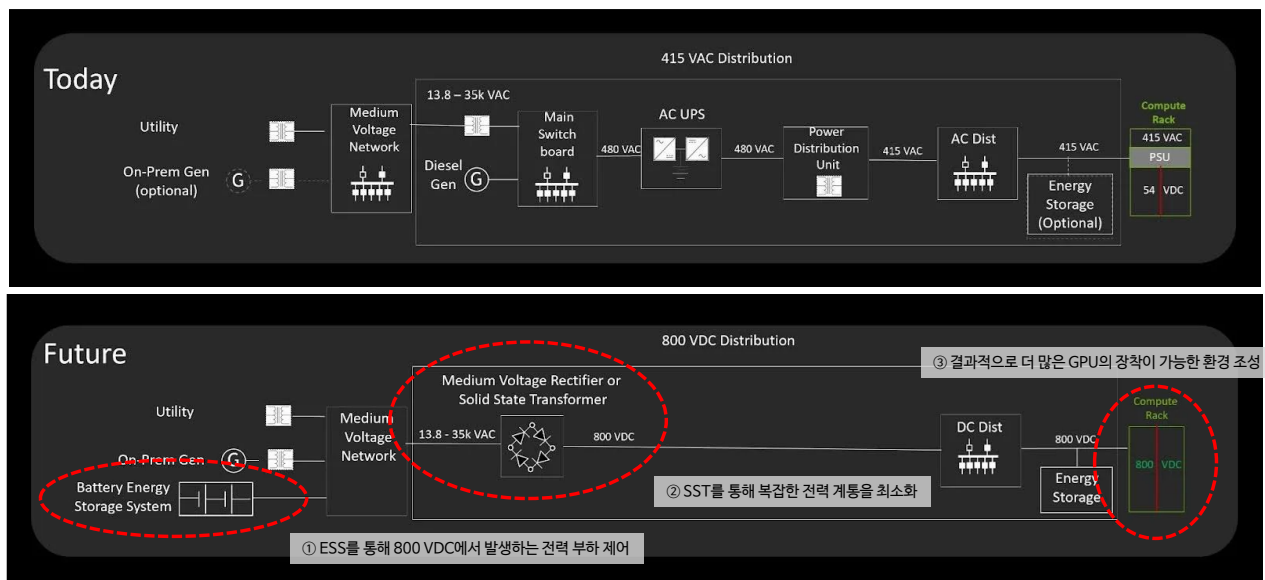 Today
415 VAC Distribution
Utility
On-Prem Gen
(optional)
G
Medium
Voltage
Network
13.8 – 35k VAC
Diesel
Gen
G
Main
Switch
board
480 VAC
AC UPS
480 VAC
Power
Distribution
Unit
415 VAC
AC Dist
415 VAC
Energy
Storage
(Optional)
Compute
Rack
415 VAC
PSU
54 VDC
Future
800 VDC Distribution
③ 결과적으로 더 많은 GPU의 장착이 가능한 환경 조성
Utility
On-Prem Gen
G
Battery Energy
Storage System
Medium
Voltage
Network
Medium Voltage Rectifier or
Solid State Transformer
13.8 - 35k VAC
800 VDC
② SST를 통해 복잡한 전력 계통을 최소화
DC Dist
800 VDC
Energy
Storage
Compute
Rack
800 VDC
① ESS를 통해 800 VDC에서 발생하는 전력 부하 제어